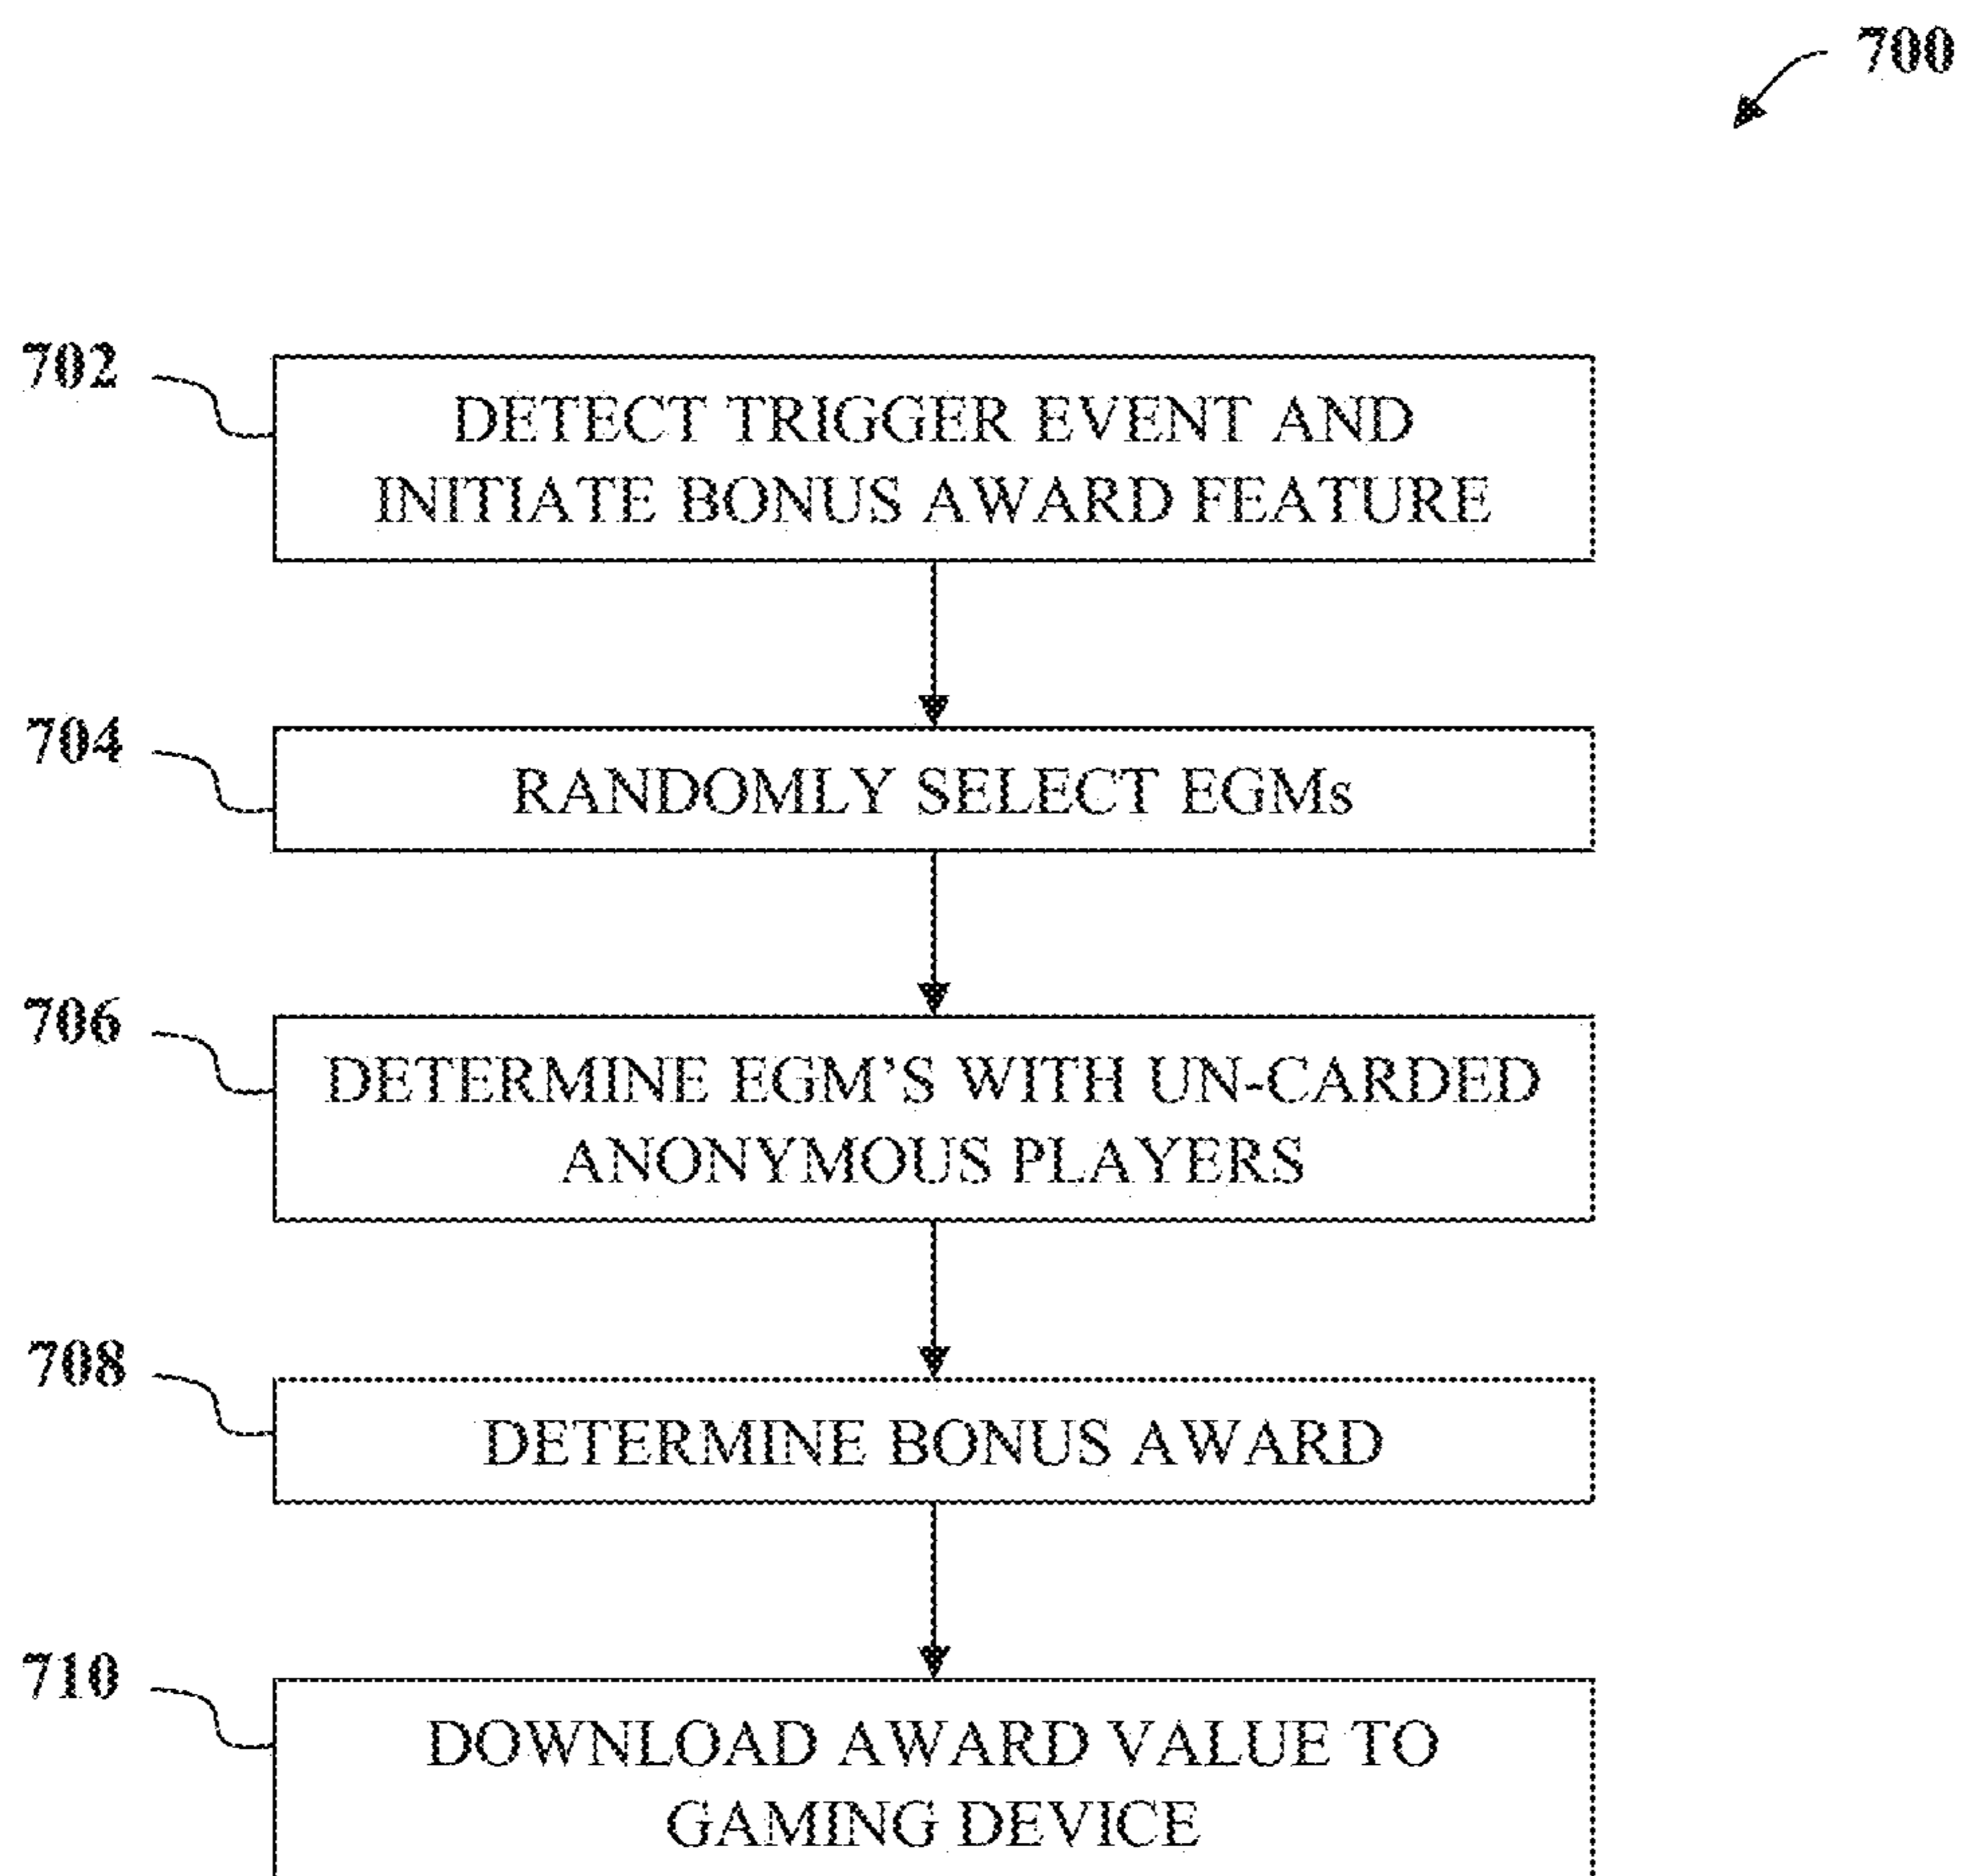 700
702
DETECT TRIGGER EVENT AND
INITIATE BONUS AWARD FEATURE
704
RANDOMLY SELECT EGMs
706
DETERMINE EGM'S WITH UN-CARDED
ANONYMOUS PLAYERS
708
DETERMINE BONUS AWARD
710
DOWNLOAD AWARD VALUE TO
GAMING DEVICE